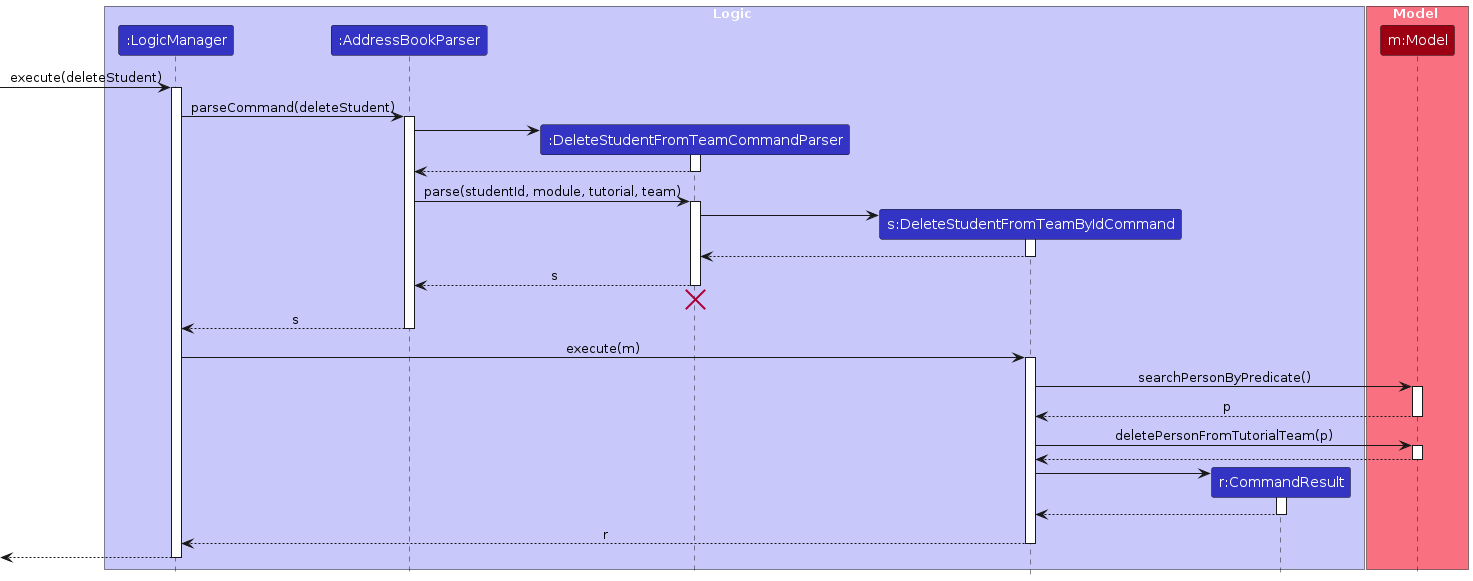 Logic
Model
:LogicManager
:AddressBookParser
m:Model
execute(deleteStudent)
parseCommand(deleteStudent)
:DeleteStudentFromTeamCommandParser
parse(studentId, module, tutorial, team)
s:DeleteStudentFromTeamByIdCommand
s
s
execute(m)
searchPersonByPredicate()
p
deletePersonFromTutorialTeam(p)
r:CommandResult
r